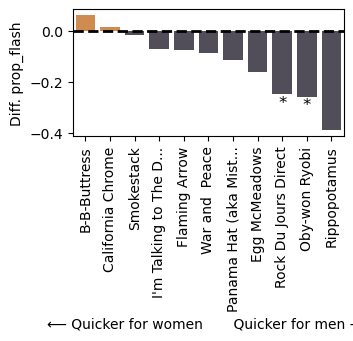 Diff. prop_flash
0.0
−0.2
−0.4
*
*
B-B-Buttress
California Chrome
Smokestack
I'm Talking to The D...
Flaming Arrow
War and  Peace
Panama Hat (aka Mist...
Egg McMeadows
Rock Du Jours Direct
Oby-won Ryobi
Rippopotamus
⟵ Quicker for women
Quicker for men